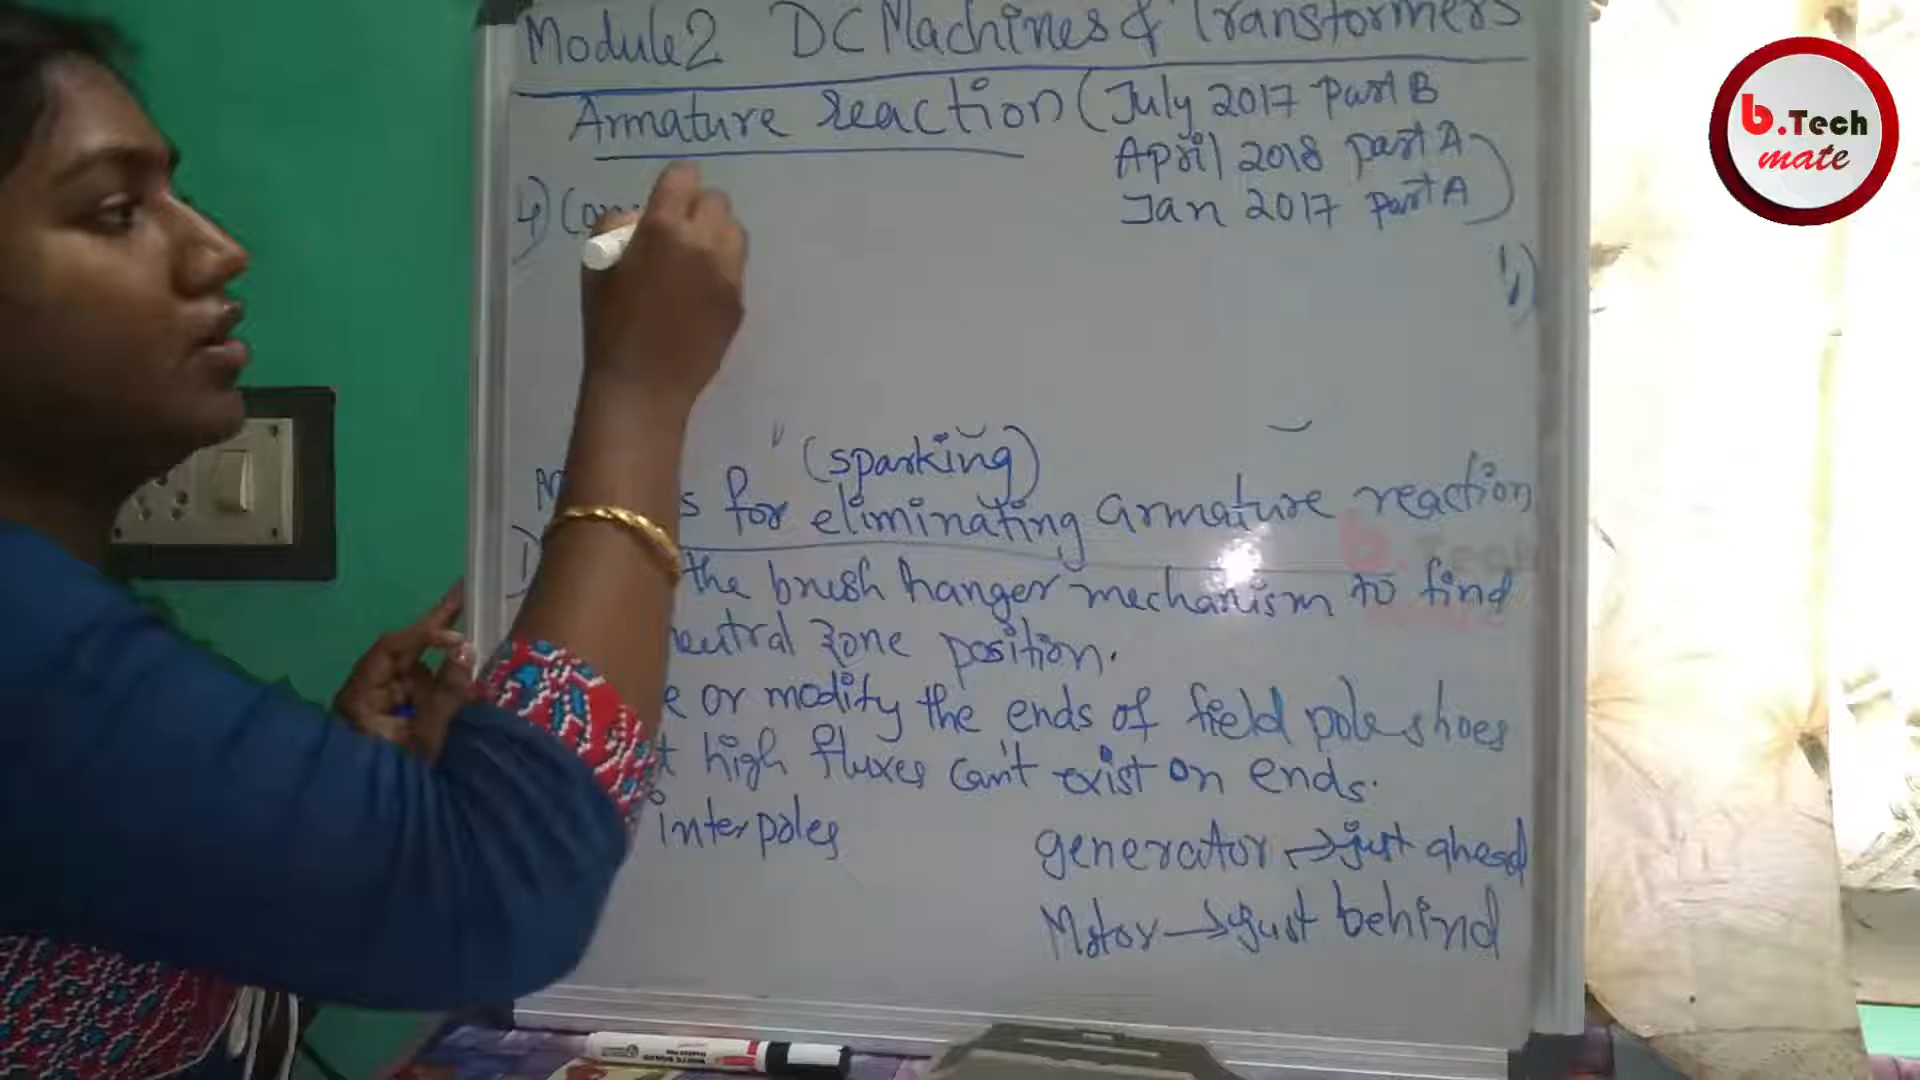 Module2 DC Machines & Transformers
Armature reaction (July 2017 Part B
April 2018 part A
Jan 2017 Part A)
4)
(sparking)
for eliminating armature reaction
1)
the brush hanger mechanism to find
neutral zone position.
or modify the ends of field pole shoes
high fluxes can't exist on ends.
interpoles
generator → just ahead
Motor → just behind
b.Tech
mate